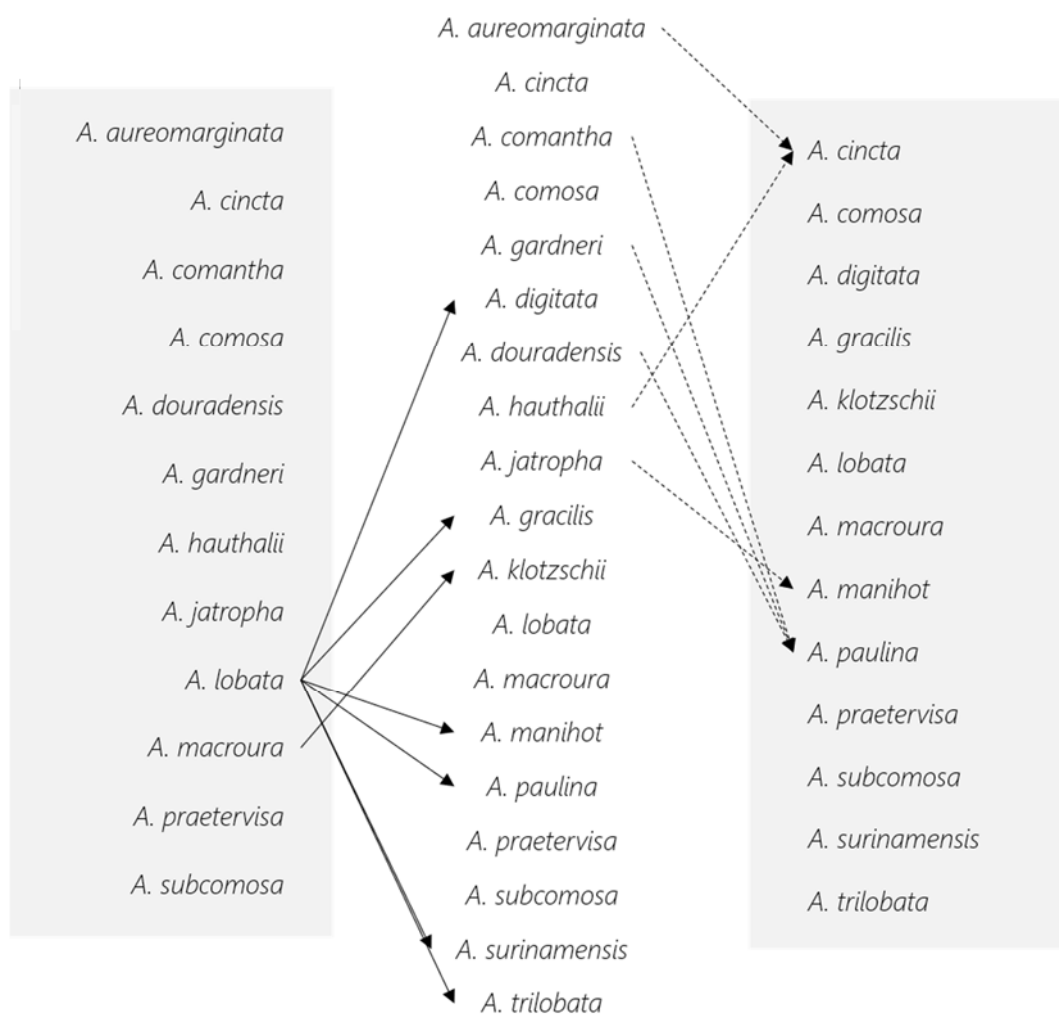 A. aureomarginata
A. cincta
A. comantha
A. comosa
A. douradensis
A. gardneri
A. hauthalii
A. jatropha
A. lobata
A. macroura
A. praetervisa
A. subcomosa
A. aureomarginata
A. cincta
A. comantha
A. comosa
A. gardneri
A. digitata
A. douradensis
A. hauthalii
A. jatropha
A. gracilis
A. klotzschii
A. lobata
A. macroura
A. manihot
A. paulina
A. praetervisa
A. subcomosa
A. surinamensis
A. trilobata
A. cincta
A. comosa
A. digitata
A. gracilis
A. klotzschii
A. lobata
A. macroura
A. manihot
A. paulina
A. praetervisa
A. subcomosa
A. surinamensis
A. trilobata